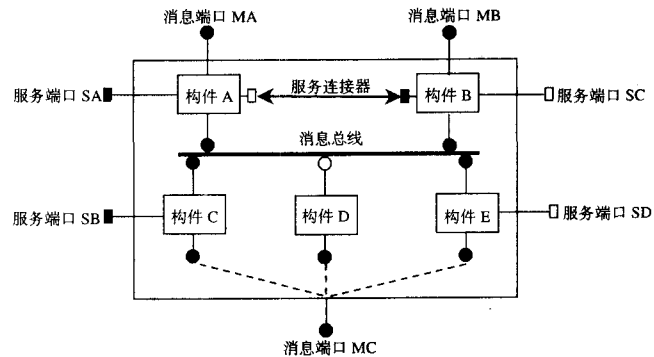 消息端口 MA
消息端口 MB
服务端口 SA
构件 A
服务连接器
构件 B
服务端口 SC
消息总线
服务端口 SB
构件 C
构件 D
构件 E
服务端口 SD
消息端口 MC